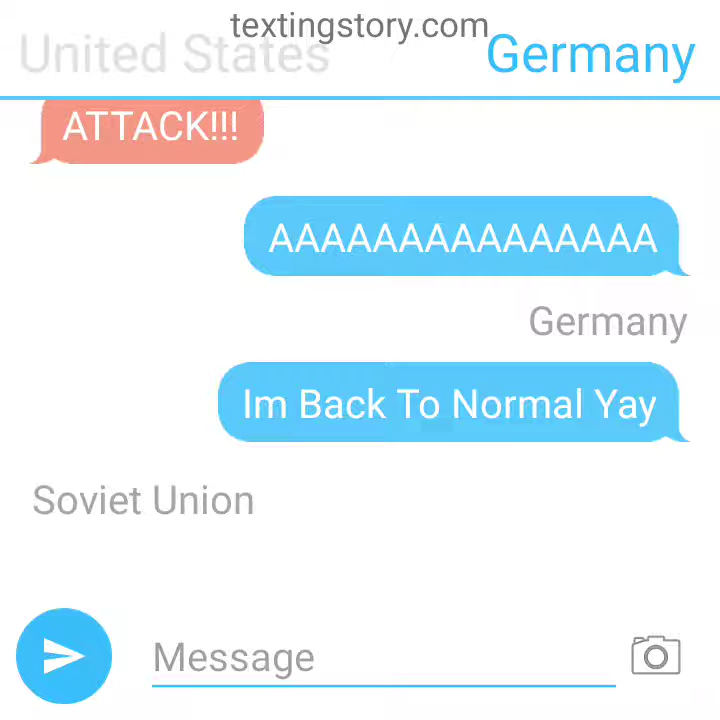 textingstory.com
United States
Germany
ATTACK!!!
AAAAAAAAAAAAAAA
Germany
Im Back To Normal Yay
Soviet Union
Message